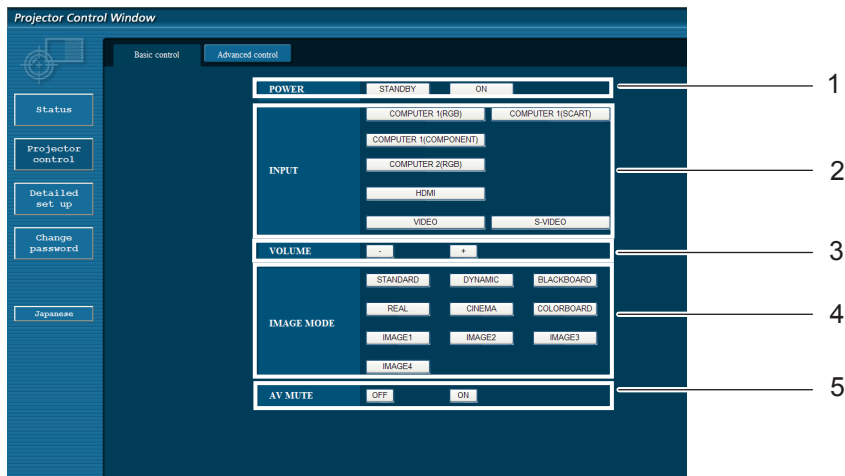 Projector Control Window
Basic control Advanced control
Status
Projector
control
Detailed
set up
Change
password
Japanese
POWER STANDBY ON 1
INPUT
COMPUTER 1(RGB) COMPUTER 1(SCART)
COMPUTER 1(COMPONENT)
COMPUTER 2(RGB)
HDMI
VIDEO S-VIDEO
2
VOLUME - + 3
IMAGE MODE
STANDARD DYNAMIC BLACKBOARD
REAL CINEMA COLORBOARD
IMAGE1 IMAGE2 IMAGE3
IMAGE4
4
AV MUTE OFF ON 5